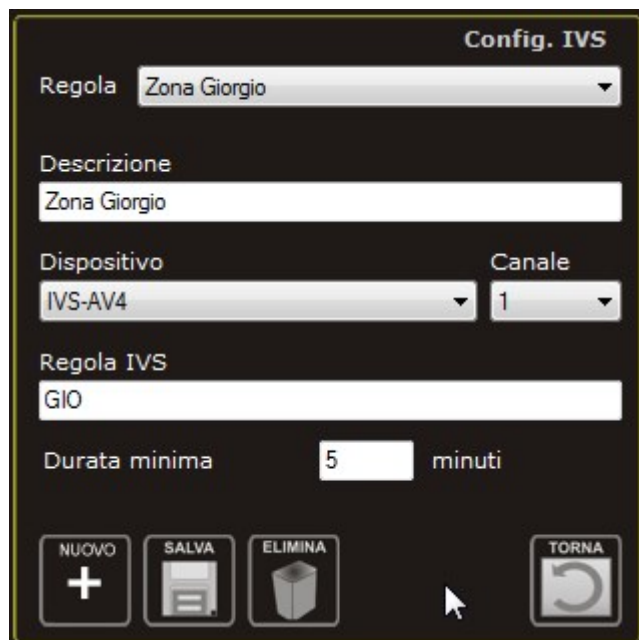 Config. IVS
Regola Zona Giorgio
Descrizione
Zona Giorgio
Dispositivo Canale
IVS-AV4 1
Regola IVS
GIO
Durata minima 5 minuti
NUOVO SALVA ELIMINA TORNA